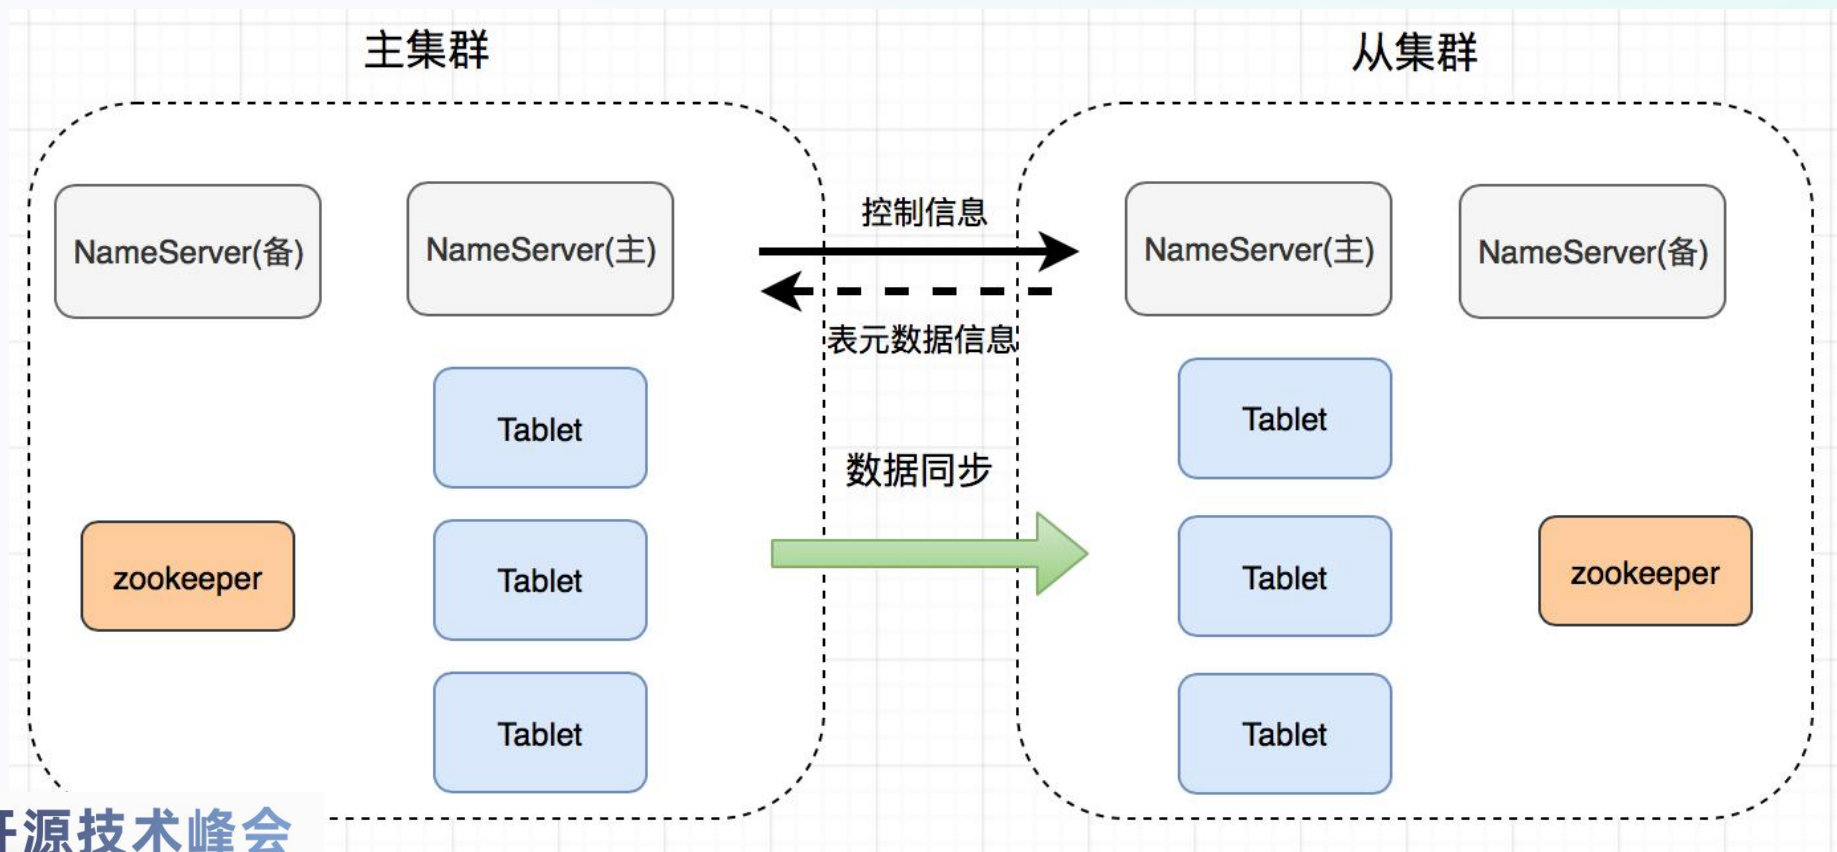 主集群
从集群
NameServer(备)
NameServer(主)
控制信息
表元数据信息
NameServer(主)
NameServer(备)
Tablet
Tablet
数据同步
zookeeper
Tablet
Tablet
zookeeper
Tablet
Tablet
开源技术峰会